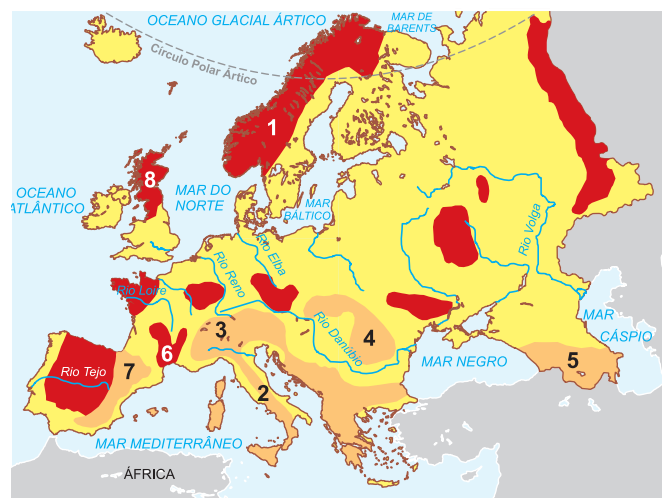 OCEANO GLACIAL ÁRTICO
MAR DE
BARENTS
Círculo Polar Ártico
1
8
OCEANO
ATLÂNTICO
MAR DO
NORTE
MAR
BÁLTICO
Rio Volga
Rio Elba
Rio Reno
Rio Loire
3
Rio Danúbio
4
MAR
CÁSPIO
6
5
7
MAR NEGRO
Rio Tejo
2
MAR MEDITERRÂNEO
ÁFRICA